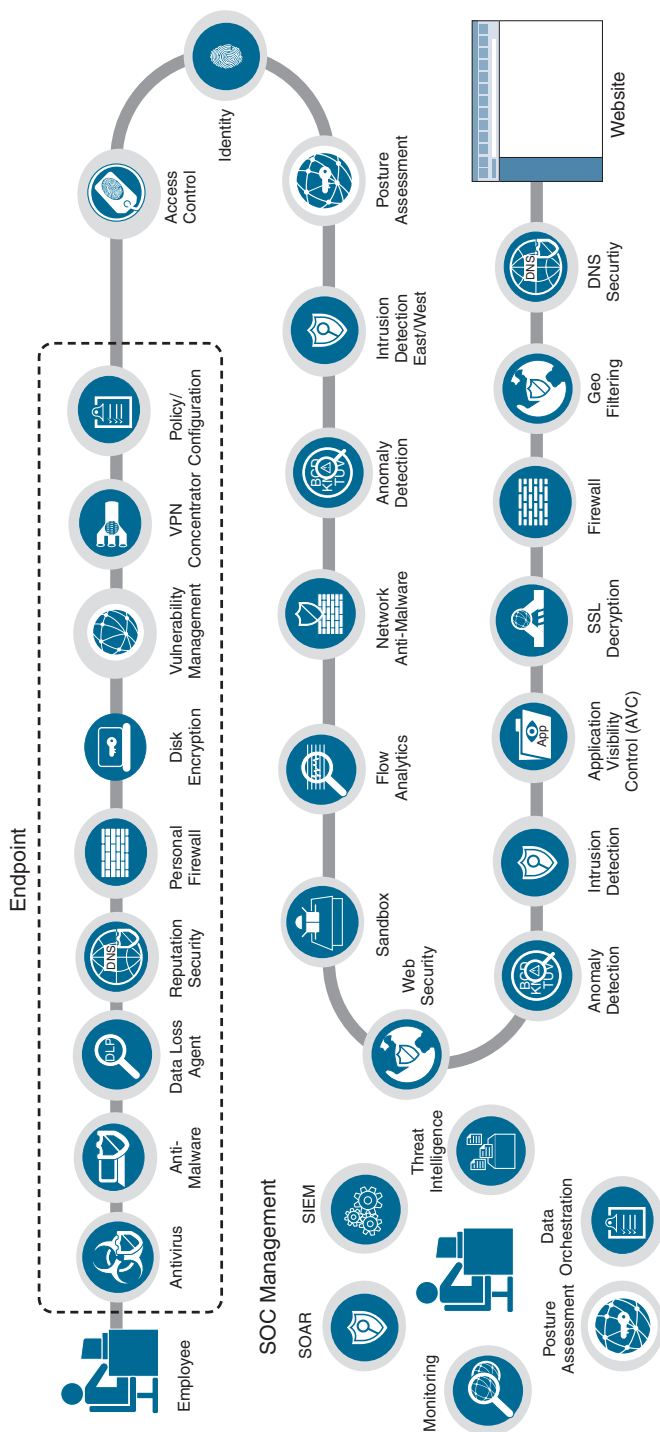 Endpoint
Employee
Antivirus
Anti-
Malware
DLP
Data Loss
Agent
DNS
Reputation
Security
Personal
Firewall
Disk
Encryption
Vulnerability
Management
VPN
Concentrator
Policy/
Configuration
Access
Control
Identity
Posture
Assessment
Intrusion
Detection
East/West
Anomaly
Detection
Network
Anti-Malware
Flow
Analytics
Sandbox
Web
Security
Anomaly
Detection
Intrusion
Detection
App
Application
Visibility
Control (AVC)
SSL
Decryption
Firewall
Geo
Filtering
DNS
DNS
Securtiy
Website
SOC Management
SOAR
SIEM
Threat
Intelligence
Monitoring
Posture
Assessment
Data
Orchestration